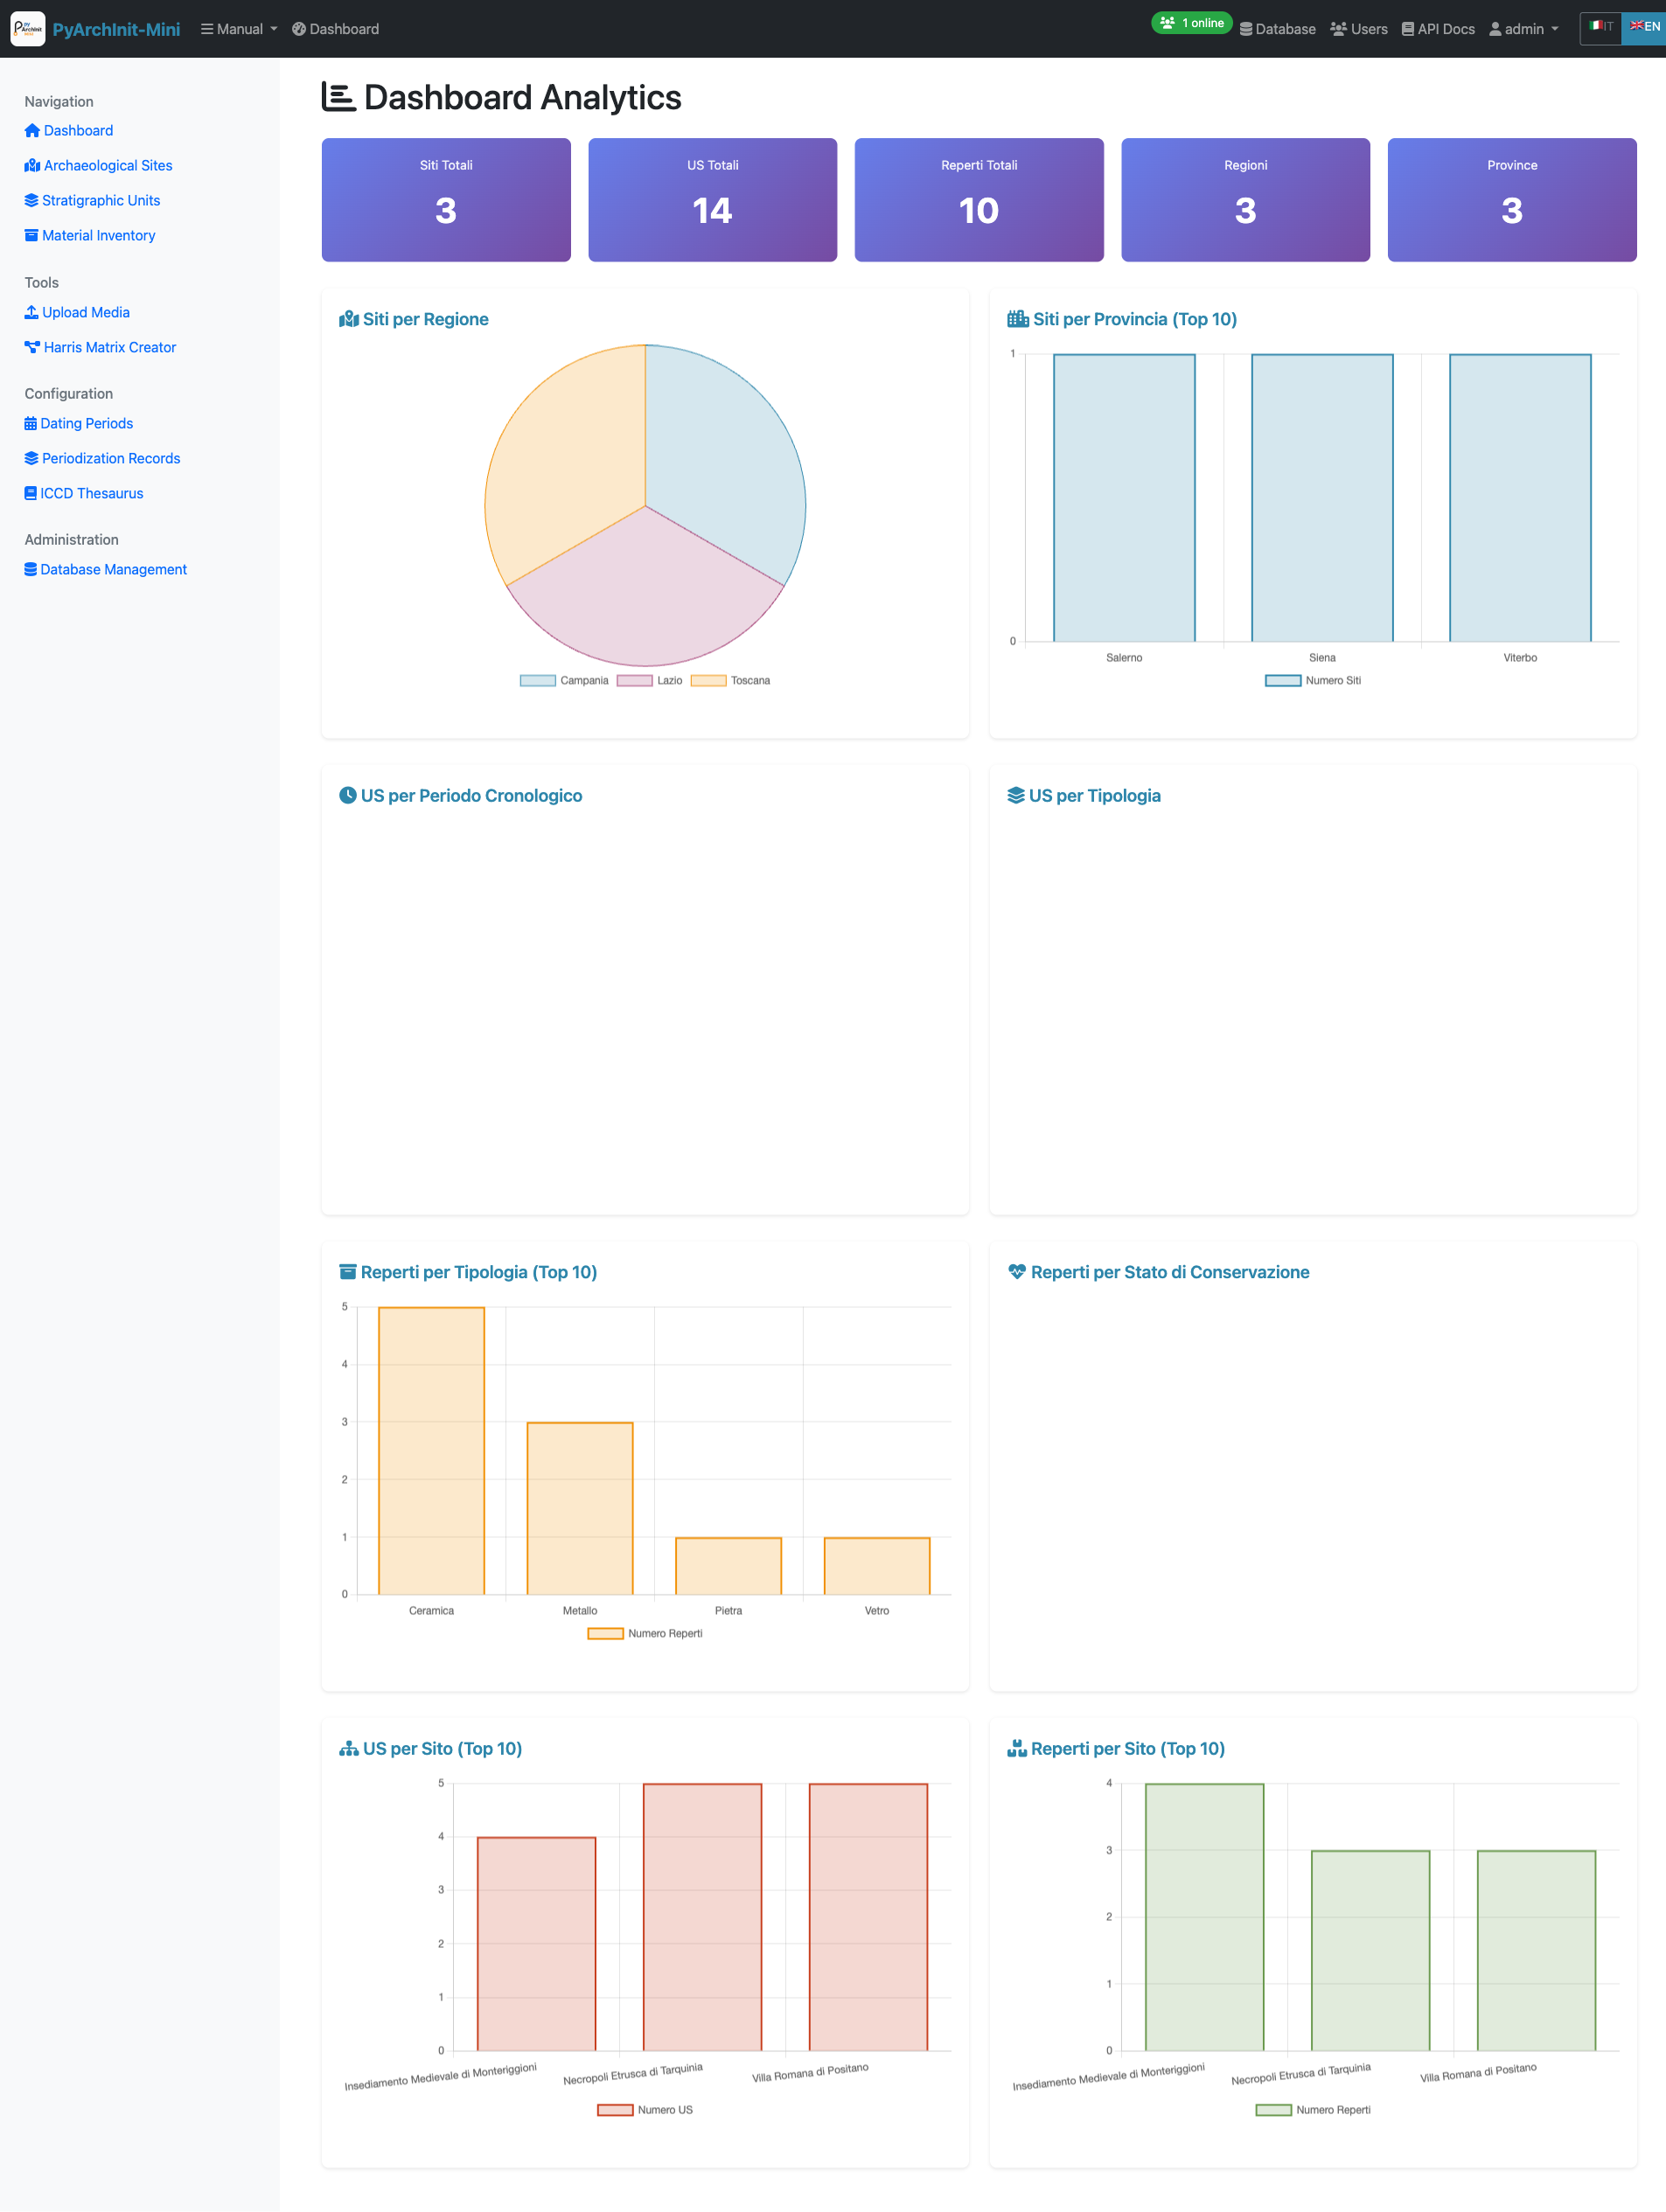 PyArchInit-Mini Manual Dashboard 1 online Database Users API Docs admin IT EN
Navigation
Dashboard
Archaeological Sites
Stratigraphic Units
Material Inventory
Tools
Upload Media
Harris Matrix Creator
Configuration
Dating Periods
Periodization Records
ICCD Thesaurus
Administration
Database Management
Dashboard Analytics
Siti Totali
3
US Totali
14
Reperti Totali
10
Regioni
3
Province
3
Siti per Regione
Campania Lazio Toscana
Siti per Provincia (Top 10)
1
0
Salerno Siena Viterbo
Numero Siti
US per Periodo Cronologico
US per Tipologia
Reperti per Tipologia (Top 10)
5
4
3
2
1
0
Ceramica Metallo Pietra Vetro
Numero Reperti
Reperti per Stato di Conservazione
US per Sito (Top 10)
5
4
3
2
1
0
Insediamento Medievale di Monteriggioni Necropoli Etrusca di Tarquinia Villa Romana di Positano
Numero US
Reperti per Sito (Top 10)
4
3
2
1
0
Insediamento Medievale di Monteriggioni Necropoli Etrusca di Tarquinia Villa Romana di Positano
Numero Reperti